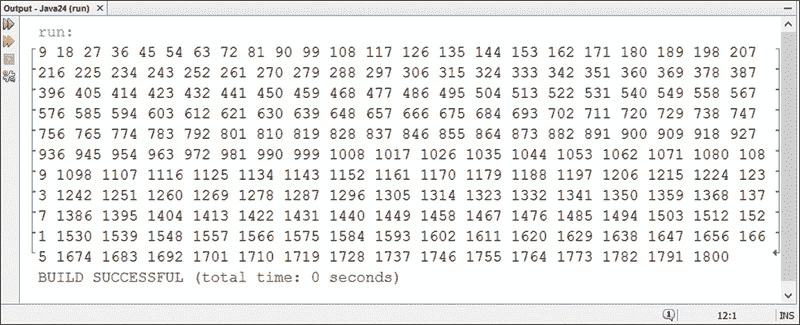 Output - Java24 (run) ×
run:
9 18 27 36 45 54 63 72 81 90 99 108 117 126 135 144 153 162 171 180 189 198 207
216 225 234 243 252 261 270 279 288 297 306 315 324 333 342 351 360 369 378 387
396 405 414 423 432 441 450 459 468 477 486 495 504 513 522 531 540 549 558 567
576 585 594 603 612 621 630 639 648 657 666 675 684 693 702 711 720 729 738 747
756 765 774 783 792 801 810 819 828 837 846 855 864 873 882 891 900 909 918 927
936 945 954 963 972 981 990 999 1008 1017 1026 1035 1044 1053 1062 1071 1080 108
9 1098 1107 1116 1125 1134 1143 1152 1161 1170 1179 1188 1197 1206 1215 1224 123
3 1242 1251 1260 1269 1278 1287 1296 1305 1314 1323 1332 1341 1350 1359 1368 137
7 1386 1395 1404 1413 1422 1431 1440 1449 1458 1467 1476 1485 1494 1503 1512 152
1 1530 1539 1548 1557 1566 1575 1584 1593 1602 1611 1620 1629 1638 1647 1656 166
5 1674 1683 1692 1701 1710 1719 1728 1737 1746 1755 1764 1773 1782 1791 1800
BUILD SUCCESSFUL (total time: 0 seconds)
12:1 INS